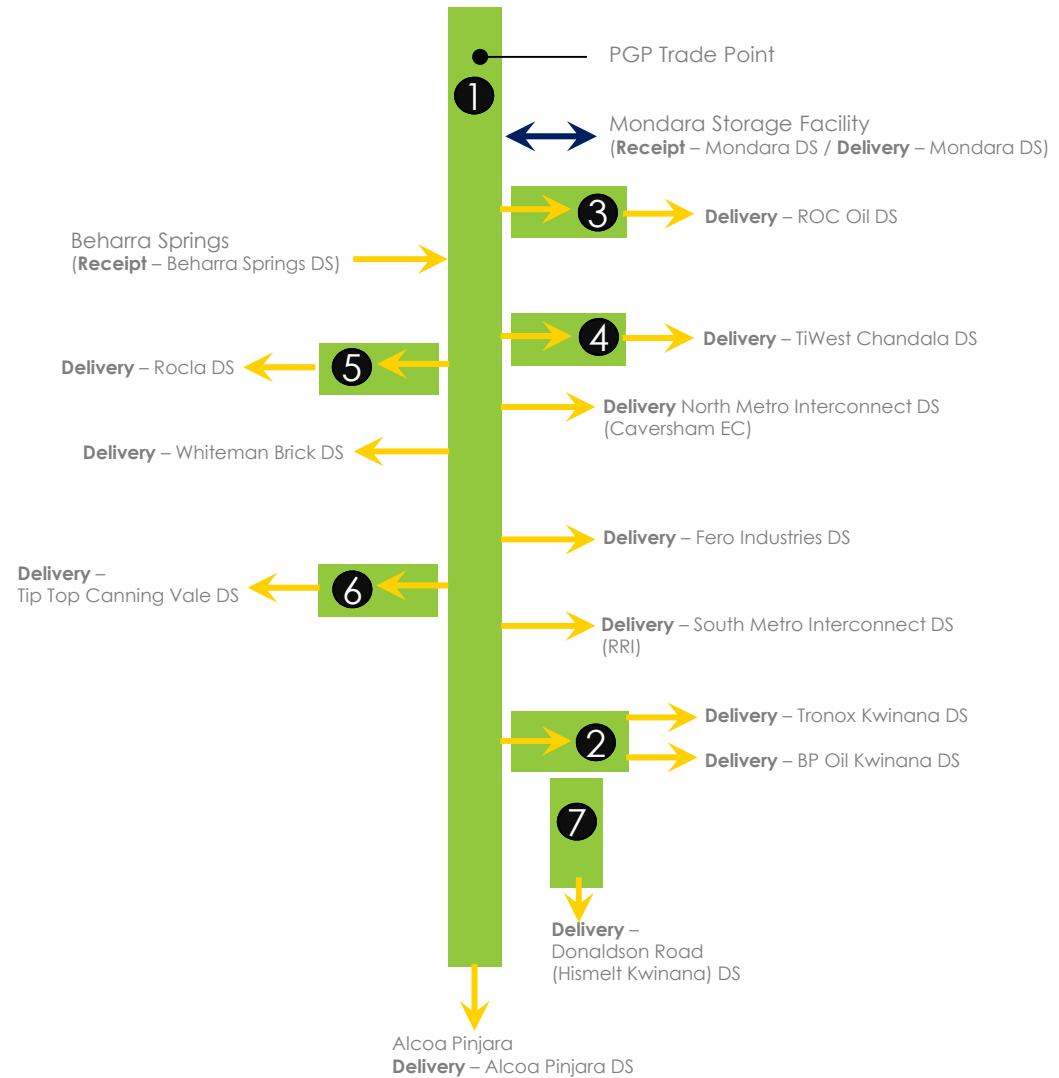 PGP Trade Point
1
Mondara Storage Facility
(Receipt – Mondara DS / Delivery – Mondara DS)
3
Delivery – ROC Oil DS
Beharra Springs
(Receipt – Beharra Springs DS)
4
Delivery – TiWest Chandala DS
5
Delivery – Rocla DS
Delivery North Metro Interconnect DS
(Caversham EC)
Delivery – Whiteman Brick DS
Delivery – Fero Industries DS
Delivery –
Tip Top Canning Vale DS
6
Delivery – South Metro Interconnect DS
(RRI)
Delivery – Tronox Kwinana DS
2
Delivery – BP Oil Kwinana DS
7
Delivery –
Donaldson Road
(Hismelt Kwinana) DS
Alcoa Pinjara
Delivery – Alcoa Pinjara DS